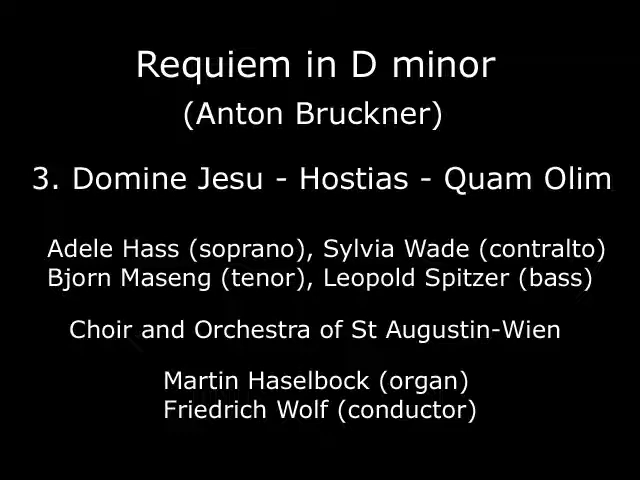 Requiem in D minor
(Anton Bruckner)
3. Domine Jesu - Hostias - Quam Olim
Adele Hass (soprano), Sylvia Wade (contralto)
Bjorn Maseng (tenor), Leopold Spitzer (bass)
Choir and Orchestra of St Augustin-Wien
Martin Haselbock (organ)
Friedrich Wolf (conductor)